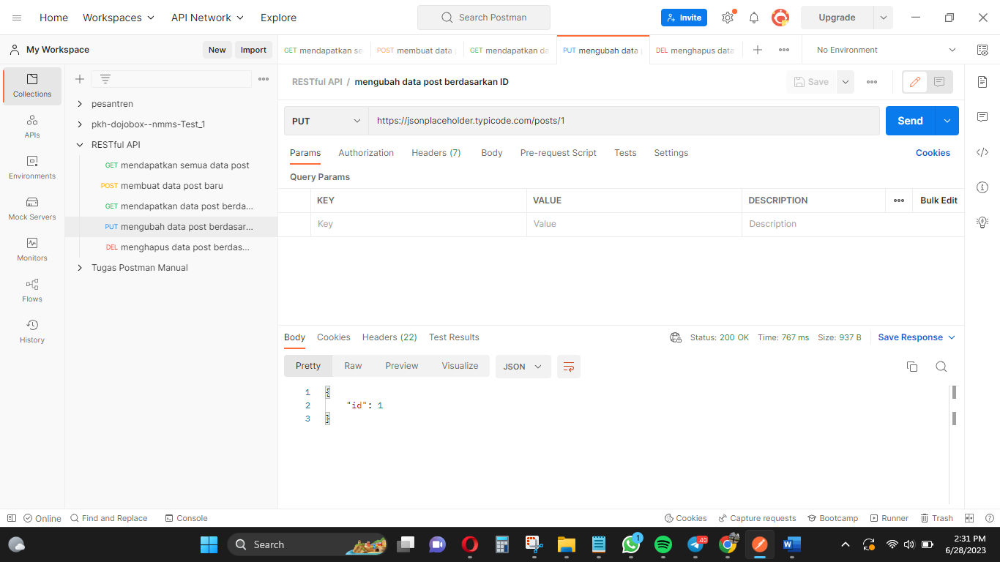 Home Workspaces API Network Explore Search Postman Invite Upgrade
My Workspace New Import GET mendapatkan se POST membuat data GET mendapatkan da PUT mengubah data DEL menghapus data No Environment
Collections
APIs
Environments
Mock Servers
Monitors
Flows
History
pesantren
pkh-dojobox--nmms-Test_1
RESTful API
GET mendapatkan semua data post
POST membuat data post baru
GET mendapatkan data post berda...
PUT mengubah data post berdasar...
DEL menghapus data post berdas...
Tugas Postman Manual
RESTful API / mengubah data post berdasarkan ID Save
PUT https://jsonplaceholder.typicode.com/posts/1 Send
Params Authorization Headers (7) Body Pre-request Script Tests Settings Cookies
Query Params
KEY VALUE DESCRIPTION Bulk Edit
Key Value Description
Body Cookies Headers (22) Test Results Status: 200 OK Time: 767 ms Size: 937 B Save Response
Pretty Raw Preview Visualize JSON
1 {
2 "id": 1
3 }
Online Find and Replace Console Cookies Capture requests Bootcamp Runner Trash
Search 1 40 2:31 PM
6/28/2023